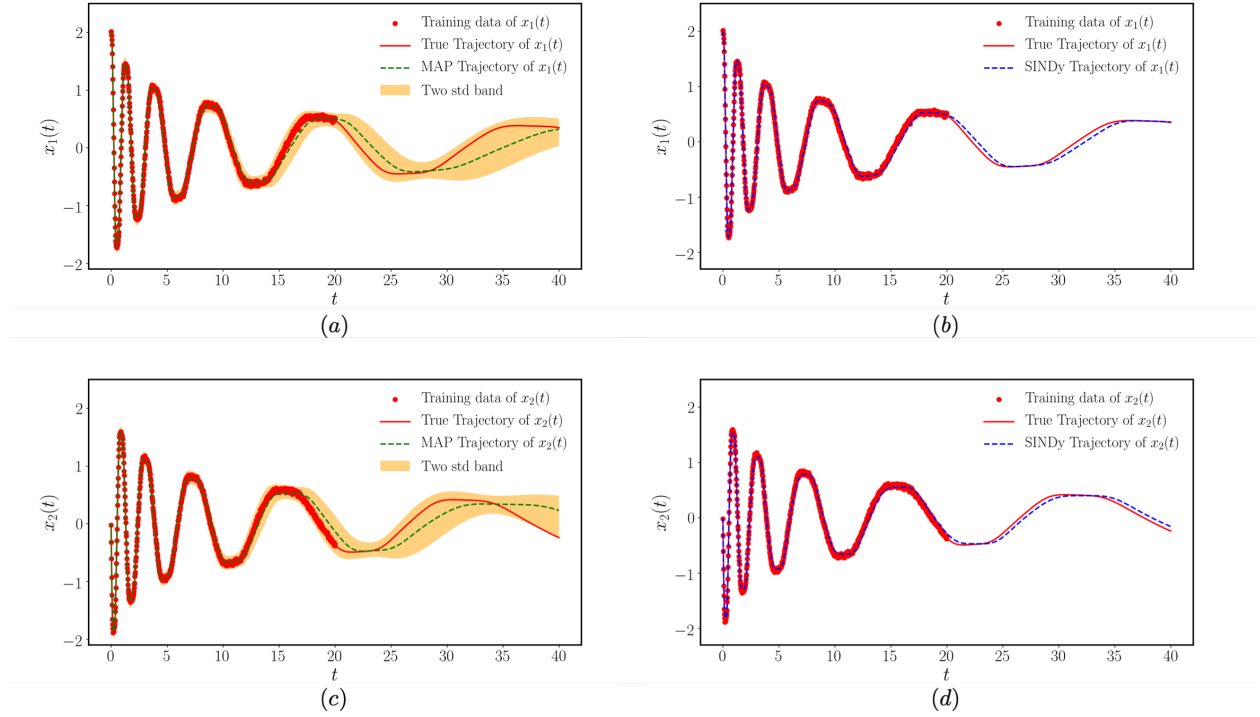 Training data of x₁(t)
True Trajectory of x₁(t)
MAP Trajectory of x₁(t)
Two std band
x₁(t)
2
1
0
−1
−2
0 5 10 15 20 25 30 35 40
t
(a)
Training data of x₁(t)
True Trajectory of x₁(t)
SINDy Trajectory of x₁(t)
x₁(t)
2
1
0
−1
−2
0 5 10 15 20 25 30 35 40
t
(b)
Training data of x₂(t)
True Trajectory of x₂(t)
MAP Trajectory of x₂(t)
Two std band
x₂(t)
2
1
0
−1
−2
0 5 10 15 20 25 30 35 40
t
(c)
Training data of x₂(t)
True Trajectory of x₂(t)
SINDy Trajectory of x₂(t)
x₂(t)
2
1
0
−1
−2
0 5 10 15 20 25 30 35 40
t
(d)